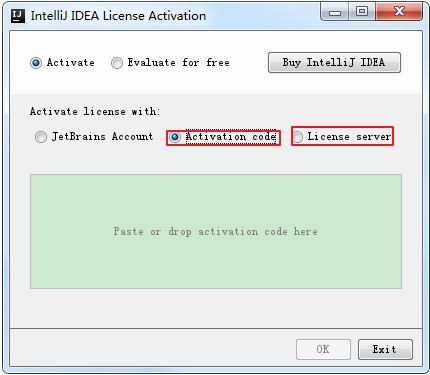 IJ IntelliJ IDEA License Activation
Activate Evaluate for free Buy IntelliJ IDEA
Activate license with:
JetBrains Account Activation code License server
Paste or drop activation code here
OK Exit